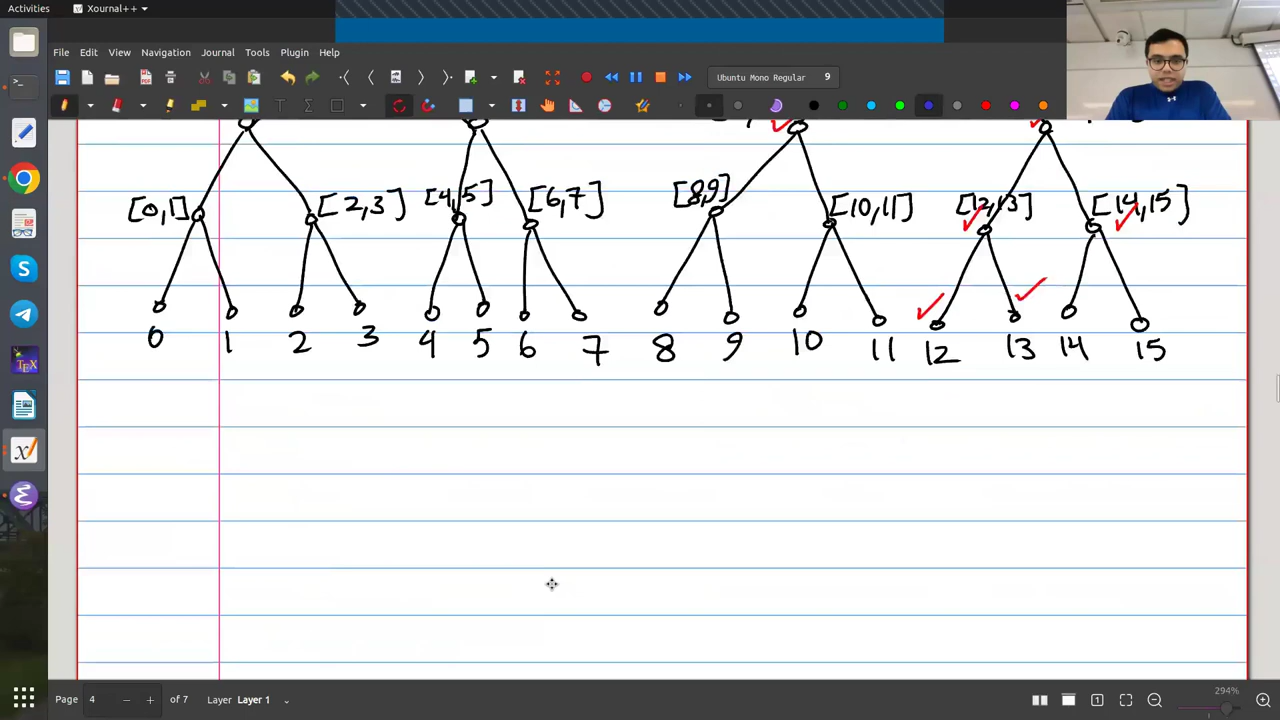 Activities Xournal++
File Edit View Navigation Journal Tools Plugin Help
Ubuntu Mono Regular 9
[0,1] [2,3] [4,5] [6,7] [8,9] [10,11] [12,13] [14,15]
0 1 2 3 4 5 6 7 8 9 10 11 12 13 14 15
Page 4 of 7 Layer Layer 1 294%